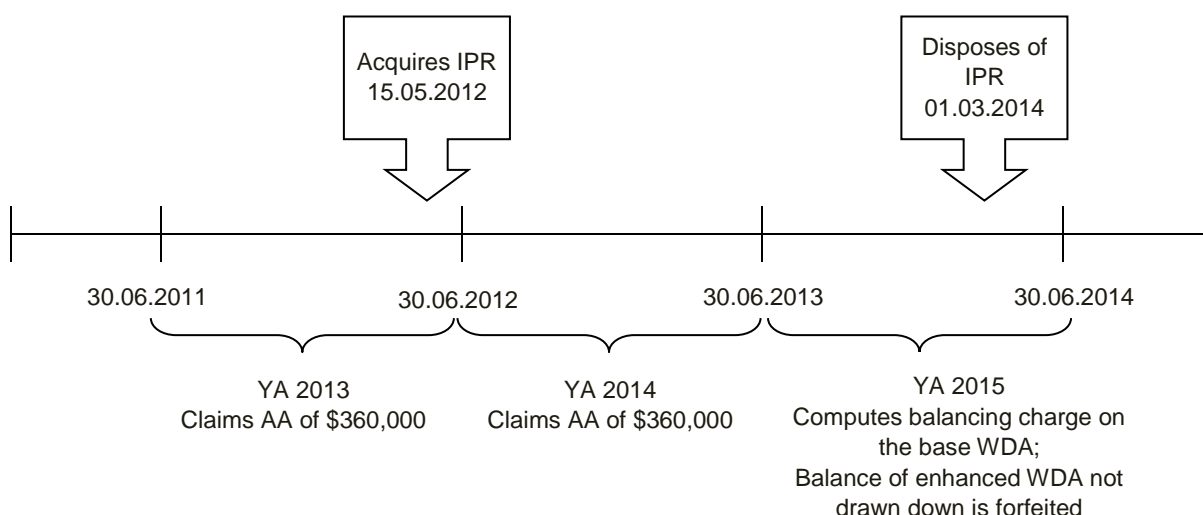 Acquires IPR
15.05.2012
Disposes of
IPR
01.03.2014
30.06.2011
30.06.2012
30.06.2013
30.06.2014
YA 2013
Claims AA of $360,000
YA 2014
Claims AA of $360,000
YA 2015
Computes balancing charge on
the base WDA;
Balance of enhanced WDA not
drawn down is forfeited